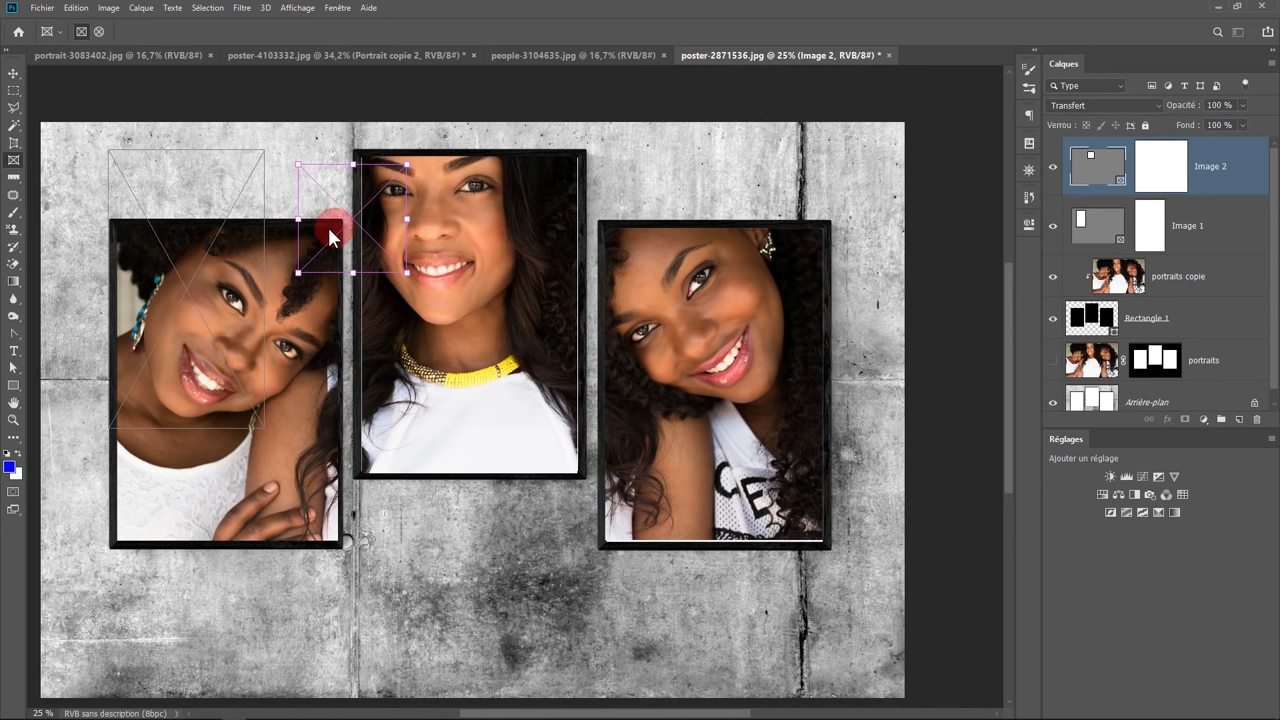 Ps Fichier Edition Image Calque Texte Sélection Filtre 3D Affichage Fenêtre Aide
portrait-3083402.jpg @ 16,7% (RVB/8#) × poster-4103332.jpg @ 34,2% (Portrait copie 2, RVB/8#) * × people-3104635.jpg @ 16,7% (RVB/8#) × poster-2871536.jpg @ 25% (Image 2, RVB/8#) * ×
Calques
Type
Transfert Opacité : 100 %
Verrou : Fond : 100 %
Image 2
Image 1
portraits copie
Rectangle 1
portraits
Arrière-plan
Réglages
Ajouter un réglage
25 % RVB sans description (8bpc)